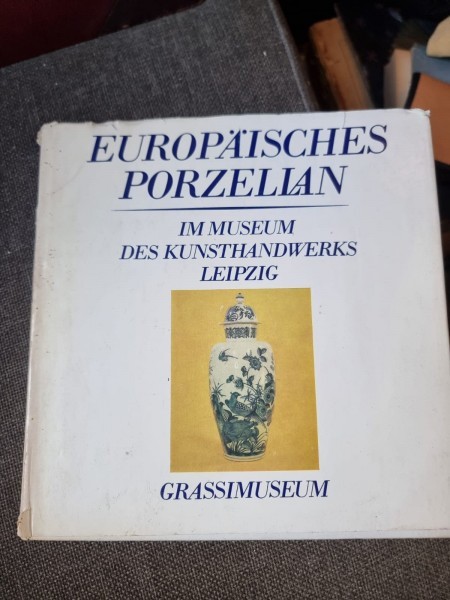 EUROPÄISCHES
PORZELLAN
IM MUSEUM
DES KUNSTHANDWERKS
LEIPZIG
GRASSIMUSEUM